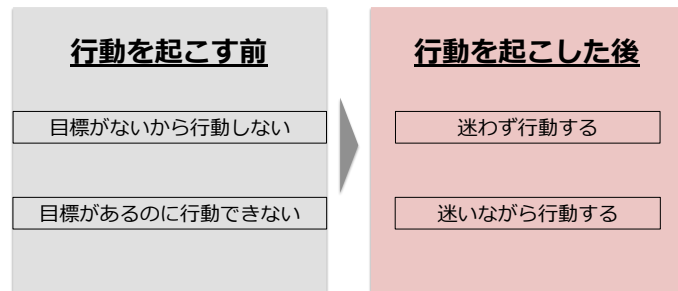 行動を起こす前
目標がないから行動しない
目標があるのに行動できない
行動を起こした後
迷わず行動する
迷いながら行動する